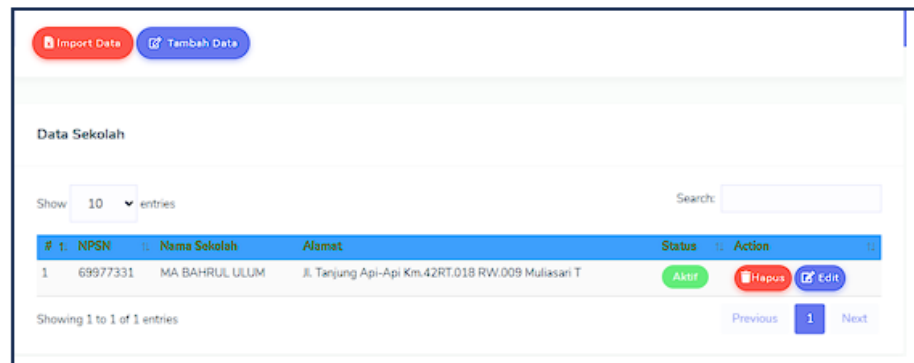 Import Data Tambah Data
Data Sekolah
Show 10 entries Search:
# NPSN Nama Sekolah Alamat Status Action
1 69977331 MA BAHRUL ULUM Jl. Tanjung Api-Api Km.42RT.018 RW.009 Muliasari T Aktif Hapus Edit
Showing 1 to 1 of 1 entries Previous 1 Next